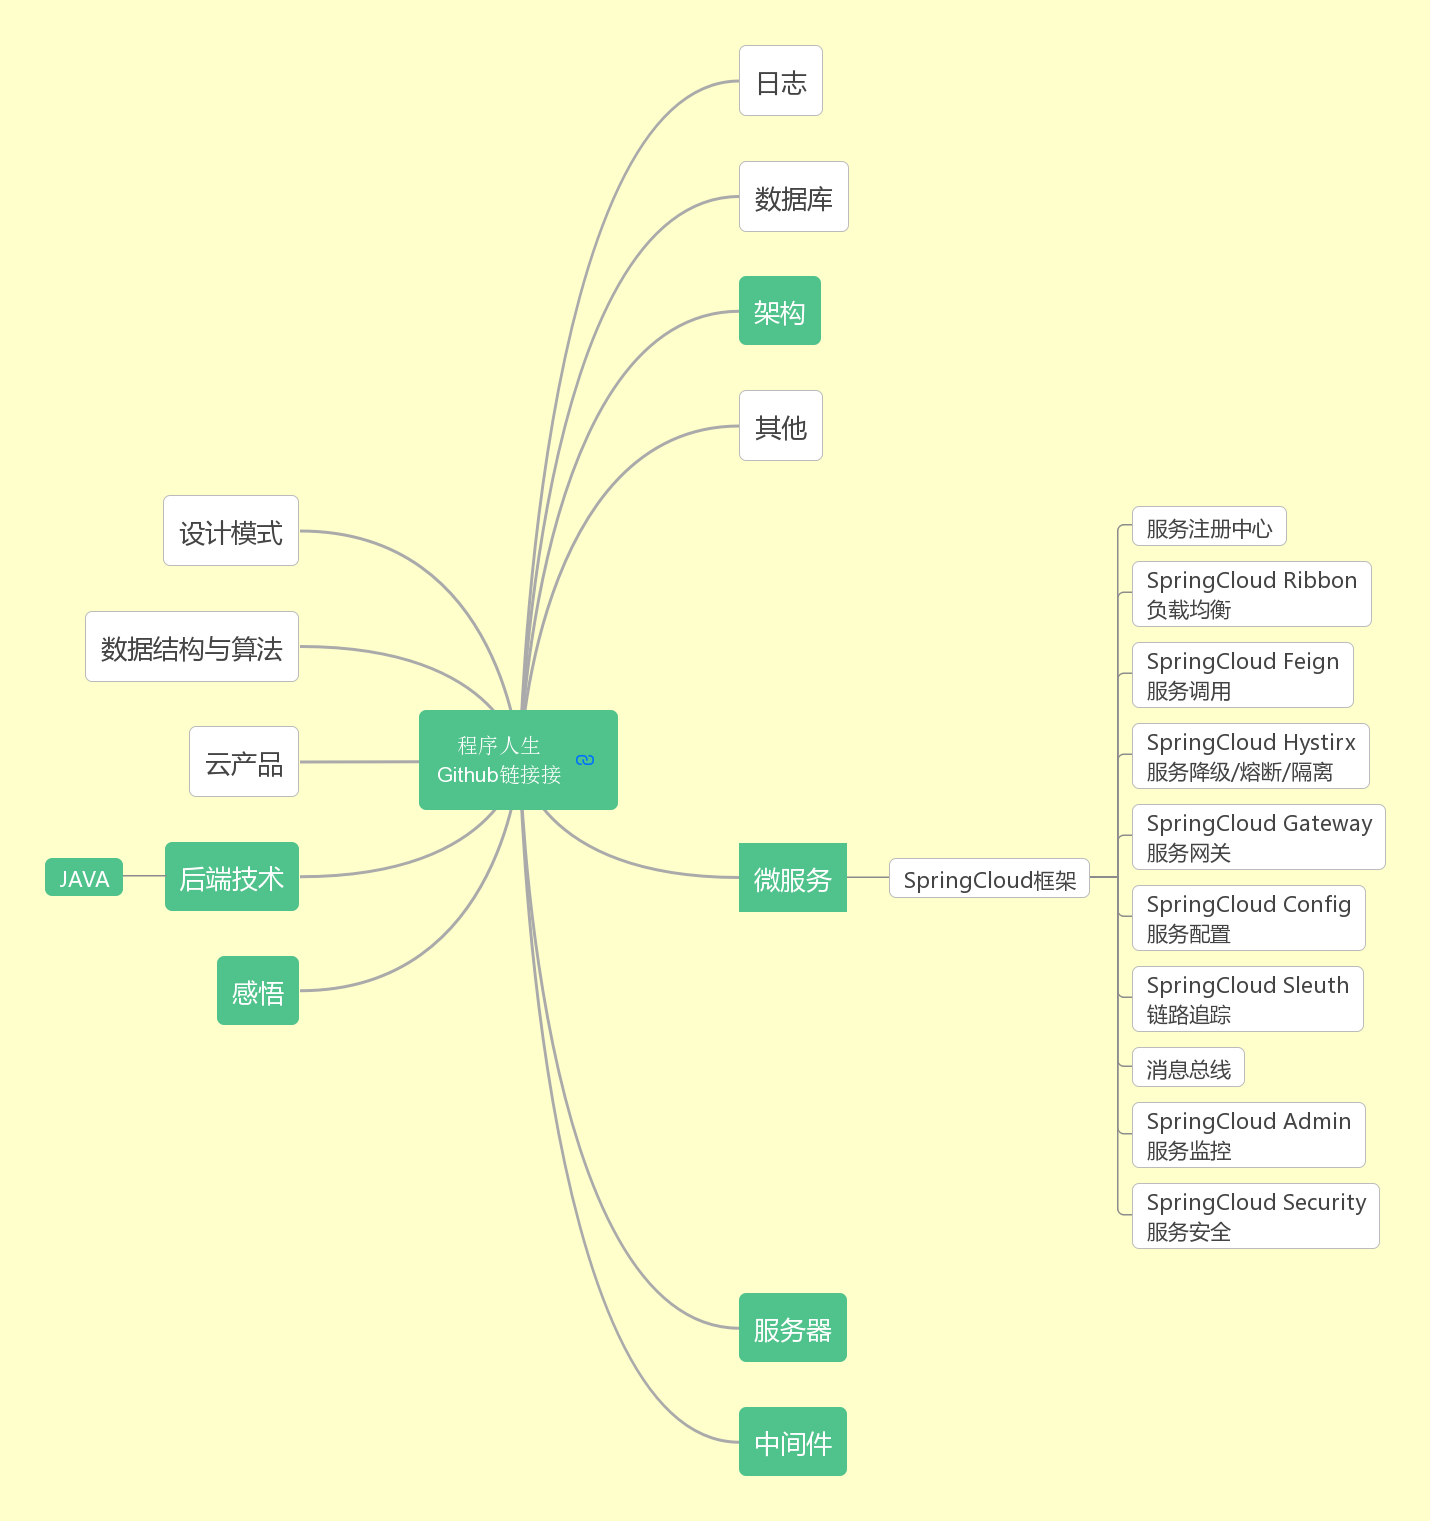 日志
数据库
架构
其他
设计模式
数据结构与算法
云产品
后端技术
JAVA
感悟
程序人生
Github链接接
微服务
SpringCloud框架
服务注册中心
SpringCloud Ribbon
负载均衡
SpringCloud Feign
服务调用
SpringCloud Hystirx
服务降级/熔断/隔离
SpringCloud Gateway
服务网关
SpringCloud Config
服务配置
SpringCloud Sleuth
链路追踪
消息总线
SpringCloud Admin
服务监控
SpringCloud Security
服务安全
服务器
中间件